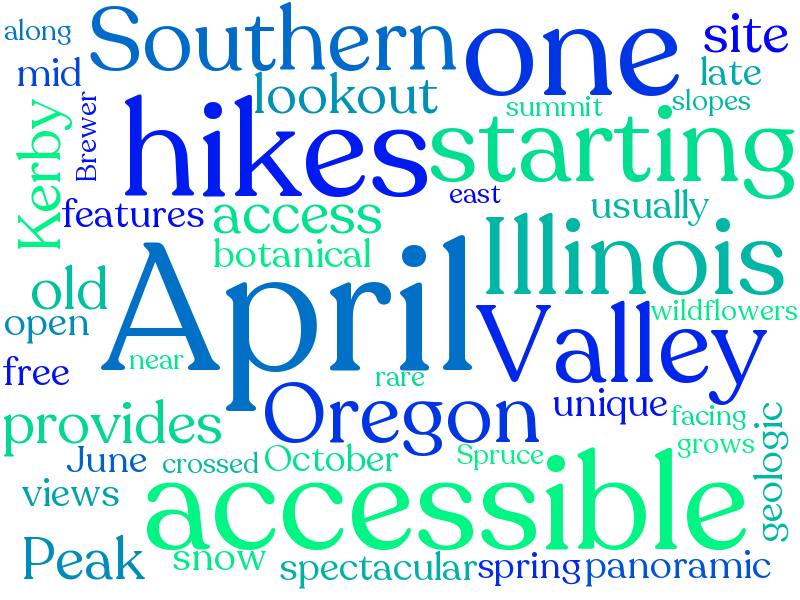 along
Southern
one
site
mid
lookout
late
Brewer
hikes
summit
slopes
Kerby
starting
features
access
east
usually
botanical
Illinois
old
April
open
near
Valley
wildflowers
free
rare
provides
Oregon
unique
facing
geologic
June
crossed
October
Spruce
grows
views
accessible
Peak
snow
spectacular
spring
panoramic